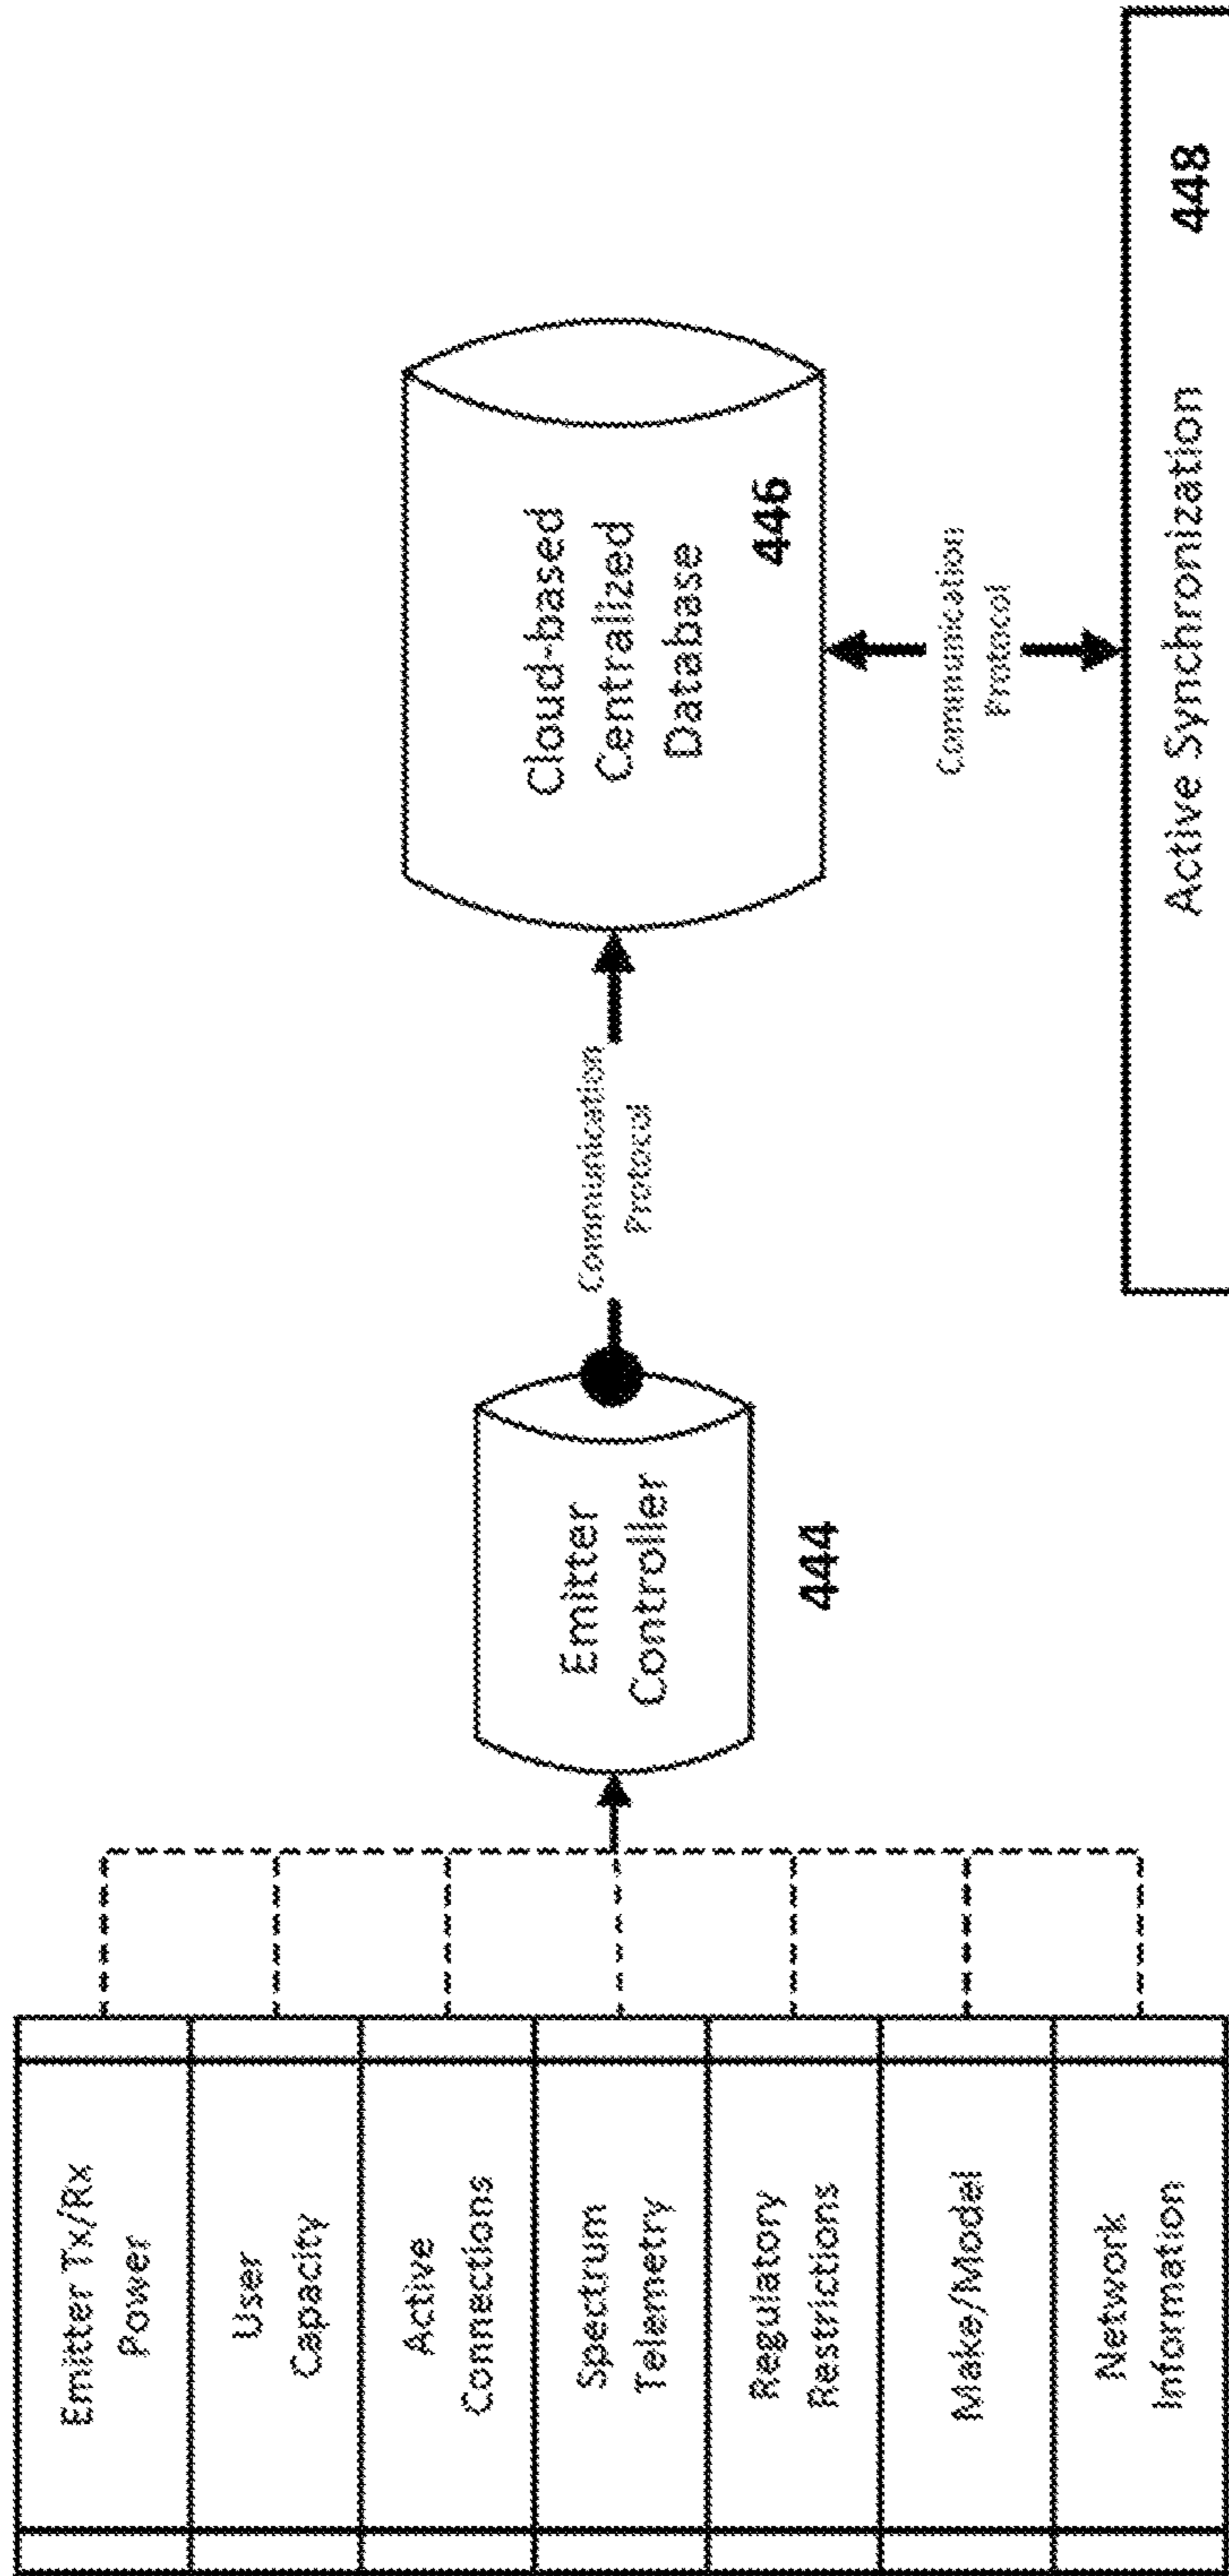 Emitter Tx/Rx
Power
User
Capacity
Active
Connections
Spectrum
Telemetry
Regulatory
Restrictions
Make/Model
Network
Information
Emitter
Controller
444
Communication
Protocol
Cloud-based
Centralized
Database
446
Communication
Protocol
Active Synchronization
448